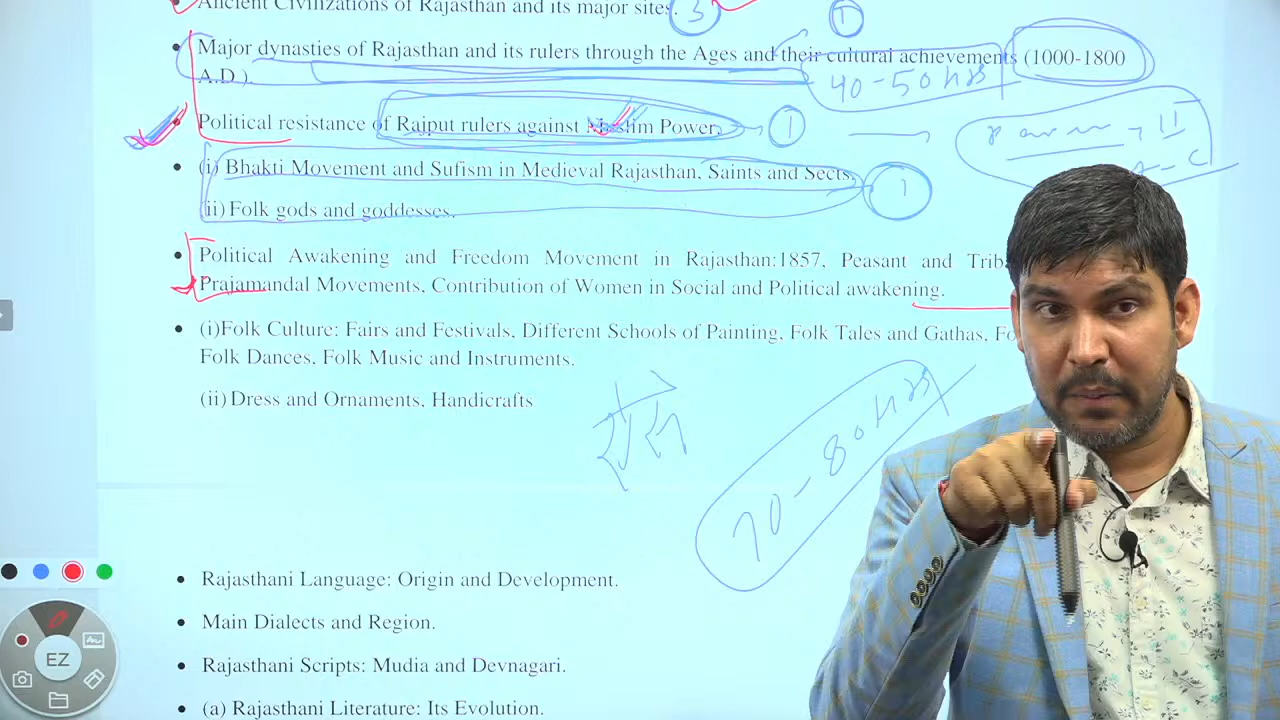 Ancient Civilizations of Rajasthan and its major sites.
3
1
Major dynasties of Rajasthan and its rulers through the Ages and their cultural achievements (1000-1800
A.D.).
40-50 hrs
Political resistance of Rajput rulers against Muslim Power.
1
II
(i) Bhakti Movement and Sufism in Medieval Rajasthan, Saints and Sects.
1
(ii) Folk gods and goddesses.
Political Awakening and Freedom Movement in Rajasthan:1857, Peasant and
Prajamandal Movements, Contribution of Women in Social and Political awakening.
(i)Folk Culture: Fairs and Festivals, Different Schools of Painting, Folk Tales and Gathas,
Folk Dances, Folk Music and Instruments.
(ii) Dress and Ornaments, Handicrafts
70-80 hrs
Rajasthani Language: Origin and Development.
Main Dialects and Region.
EZ
Rajasthani Scripts: Mudia and Devnagari.
(a) Rajasthani Literature: Its Evolution.